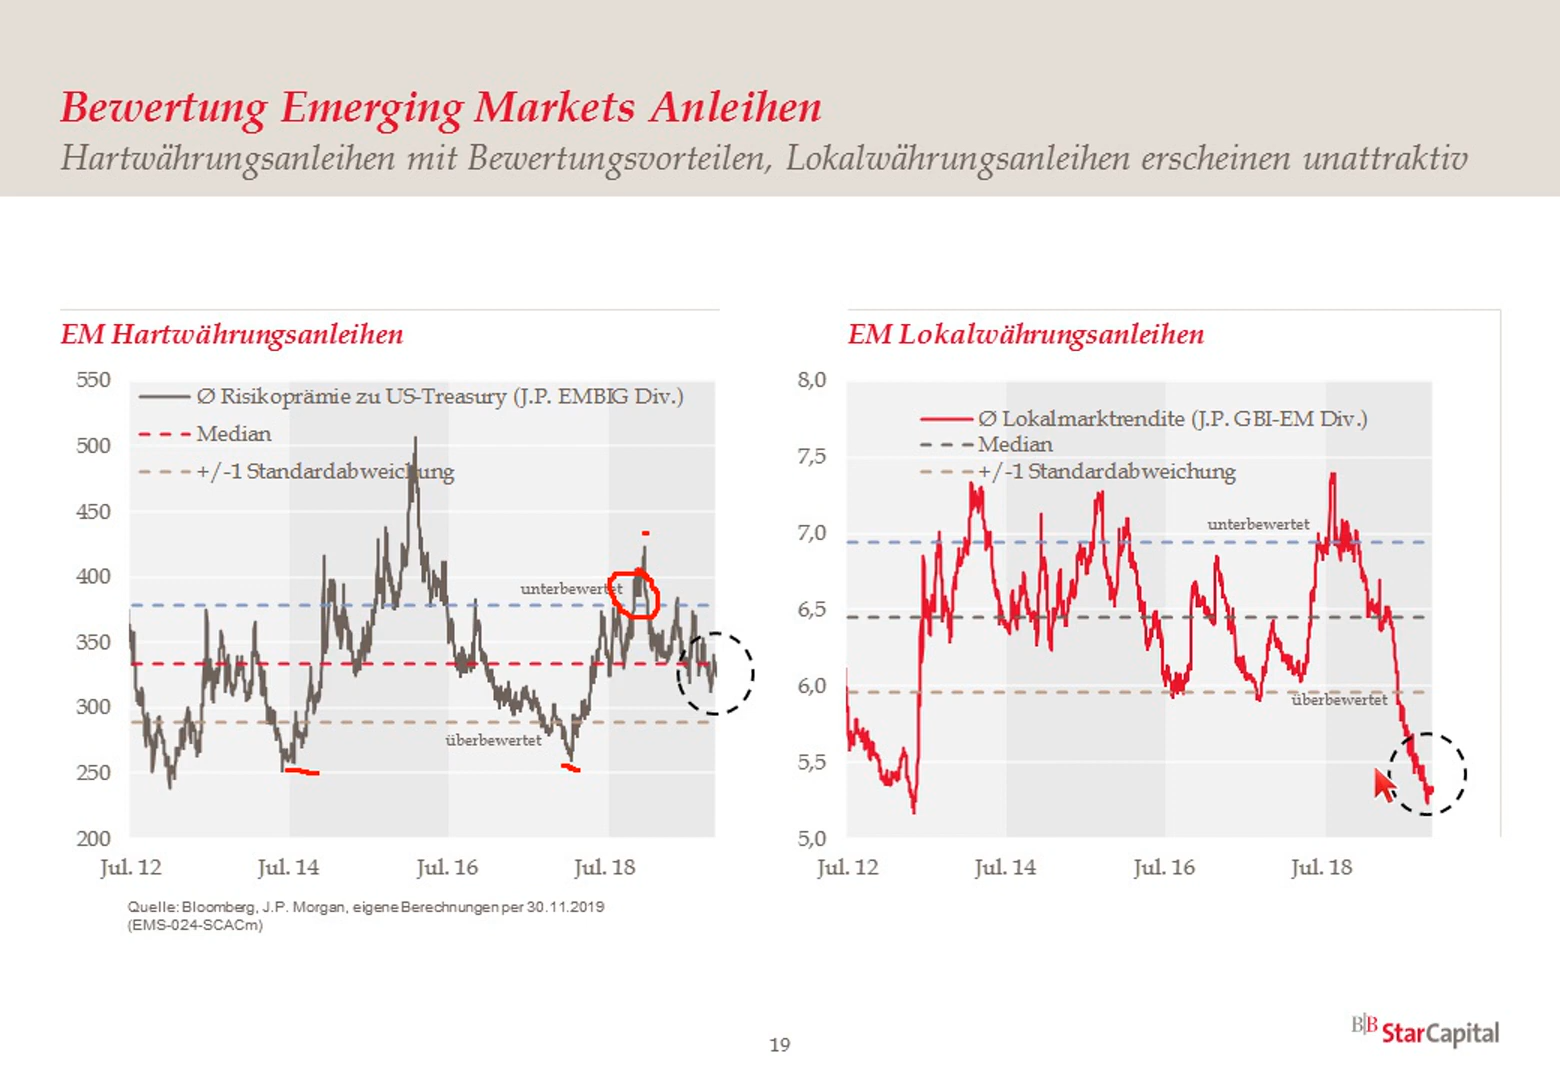 Bewertung Emerging Markets Anleihen
Hartwährungsanleihen mit Bewertungsvorteilen, Lokalwährungsanleihen erscheinen unattraktiv
EM Hartwährungsanleihen
550
500
450
400
350
300
250
200
Ø Risikoprämie zu US-Treasury (J.P. EMBIG Div.)
Median
+/-1 Standardabweichung
unterbewertet
überbewertet
Jul. 12 Jul. 14 Jul. 16 Jul. 18
EM Lokalwährungsanleihen
8,0
7,5
7,0
6,5
6,0
5,5
5,0
Ø Lokalmarktrendite (J.P. GBI-EM Div.)
Median
+/-1 Standardabweichung
unterbewertet
überbewertet
Jul. 12 Jul. 14 Jul. 16 Jul. 18
Quelle: Bloomberg, J.P. Morgan, eigene Berechnungen per 30.11.2019
(EMS-024-SCACm)
19
B|B StarCapital